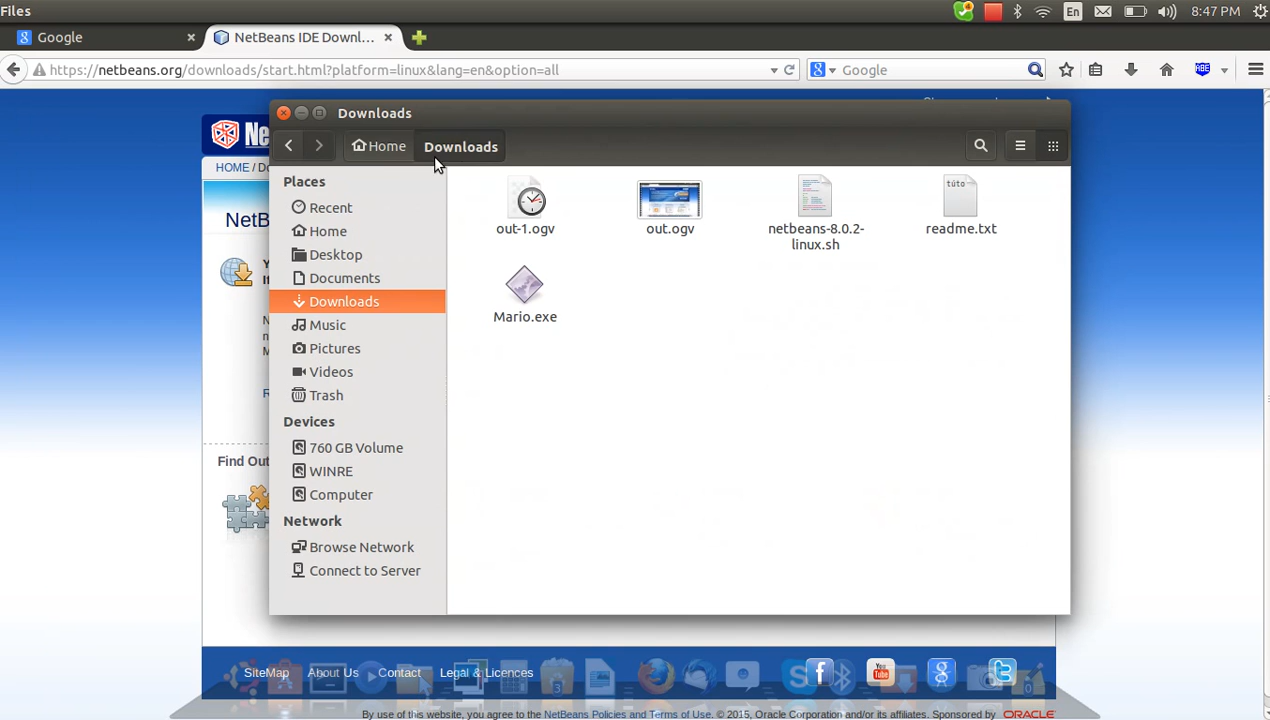 Files
En
8:47 PM
Google
NetBeans IDE Downl...
https://netbeans.org/downloads/start.html?platform=linux&lang=en&option=all
Google
ABE
Downloads
Home
Downloads
HOME /
Places
Recent
Home
Desktop
Documents
Downloads
Music
Pictures
Videos
Trash
Devices
760 GB Volume
WINRE
Computer
Network
Browse Network
Connect to Server
out-1.ogv
out.ogv
netbeans-8.0.2-
linux.sh
túto
readme.txt
Mario.exe
SiteMap About Us Contact Legal & Licences
By use of this website, you agree to the NetBeans Policies and Terms of Use. © 2015, Oracle Corporation and/or its affiliates. Sponsored by ORACLE